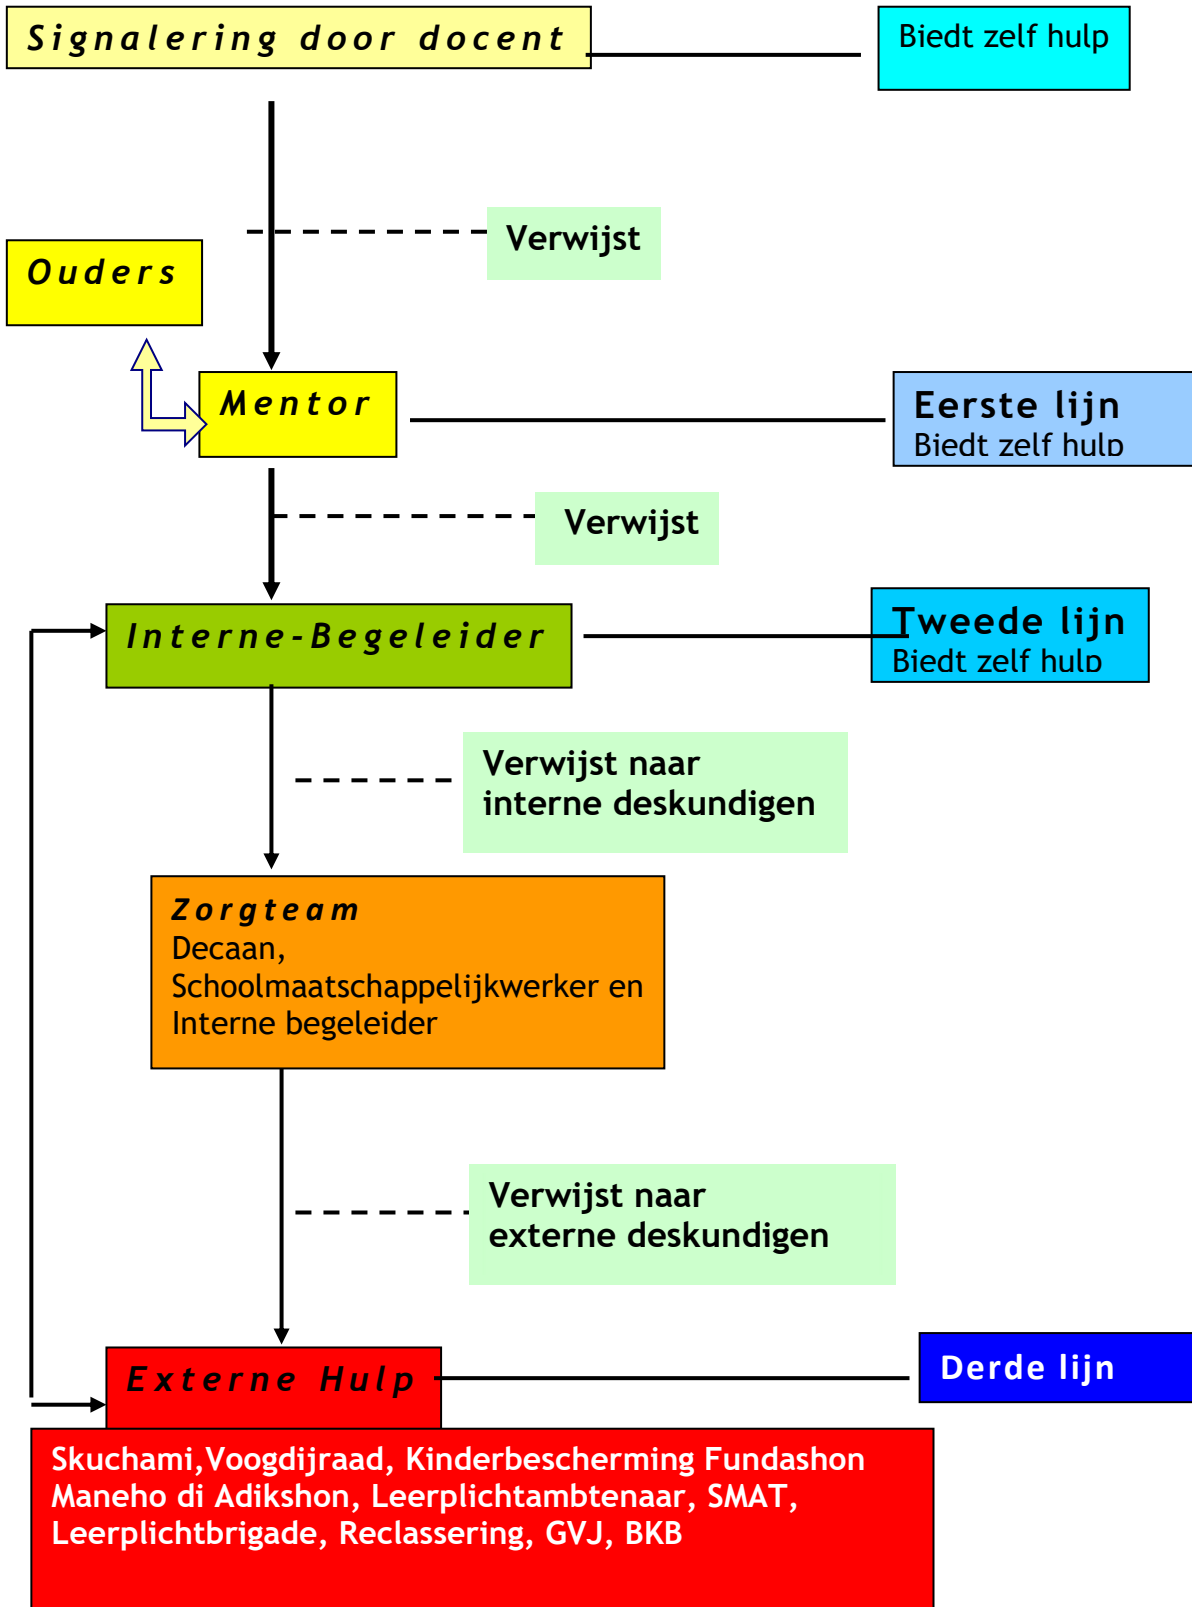 Signalering door docent
Biedt zelf hulp
Verwijst
Ouders
Mentor
Eerste lijn
Biedt zelf hulp
Verwijst
Interne-Begeleider
Tweede lijn
Biedt zelf hulp
Verwijst naar
interne deskundigen
Zorgteam
Decaan,
Schoolmaatschappelijkwerker en
Interne begeleider
Verwijst naar
externe deskundigen
Externe Hulp
Derde lijn
Skuchami,Voogdijraad, Kinderbescherming Fundashon
Maneho di Adikshon, Leerplichtambtenaar, SMAT,
Leerplichtbrigade, Reclassering, GVJ, BKB